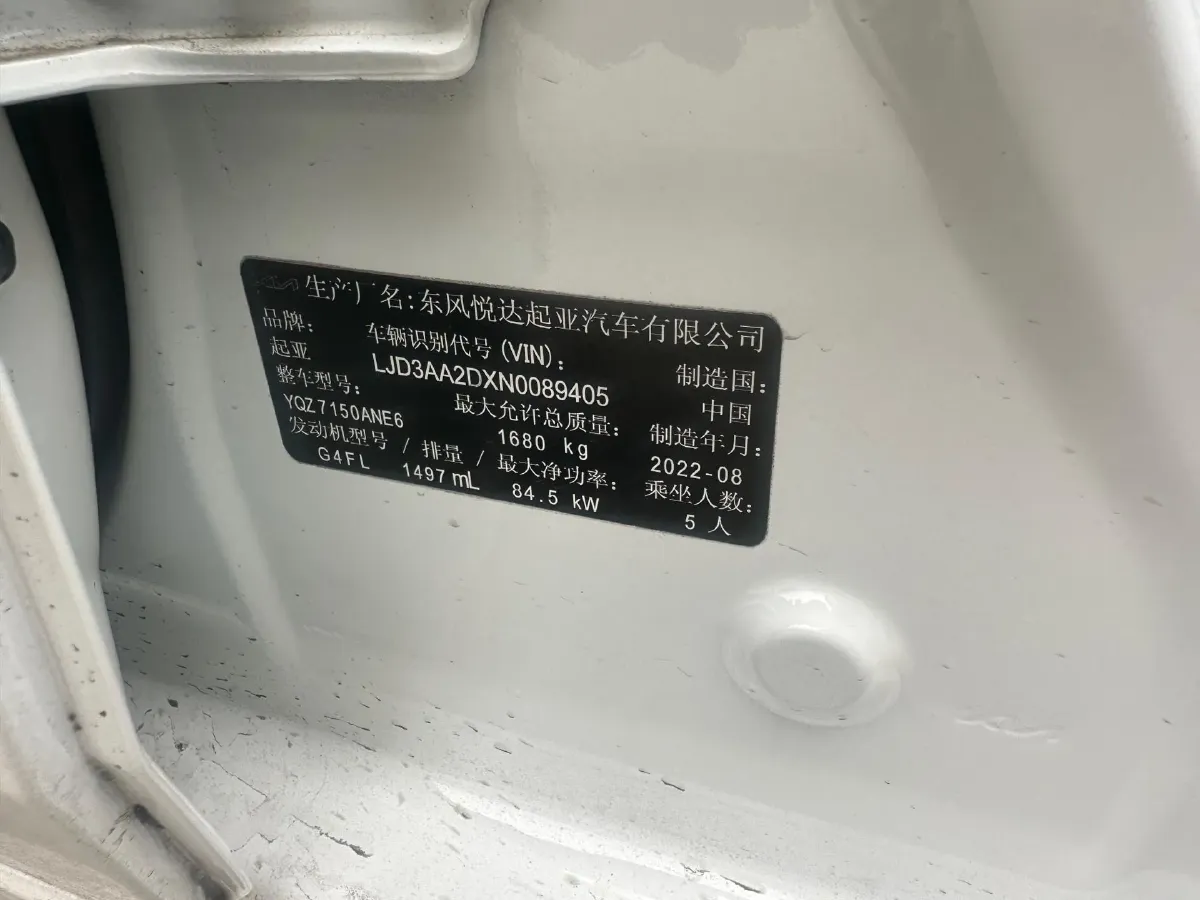 KIA 生产厂名:东风悦达起亚汽车有限公司
品牌: 车辆识别代号(VIN): 制造国:
起亚 LJD3AA2DXN0089405 中国
整车型号: 最大允许总质量: 制造年月:
YQZ7150ANE6 1680 kg 2022-08
发动机型号 / 排量 / 最大净功率: 乘坐人数:
G4FL 1497 mL 84.5 kW 5 人